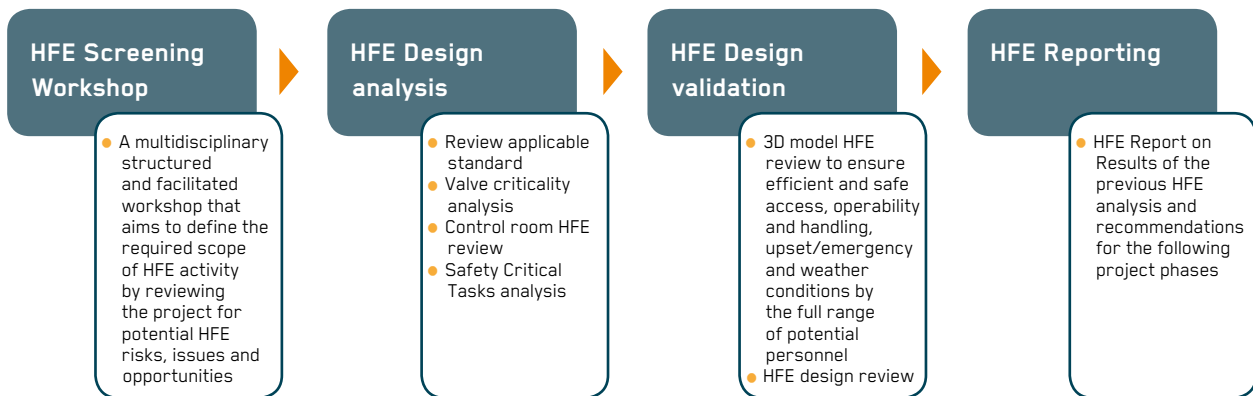 HFE Screening
Workshop
● A multidisciplinary
structured
and facilitated
workshop that
aims to define the
required scope
of HFE activity
by reviewing
the project for
potential HFE
risks, issues and
opportunities
HFE Design
analysis
● Review applicable
standard
● Valve criticality
analysis
● Control room HFE
review
● Safety Critical
Tasks analysis
HFE Design
validation
● 3D model HFE
review to ensure
efficient and safe
access, operability
and handling,
upset/emergency
and weather
conditions by
the full range
of potential
personnel
● HFE design review
HFE Reporting
● HFE Report on
Results of the
previous HFE
analysis and
recommendations
for the following
project phases